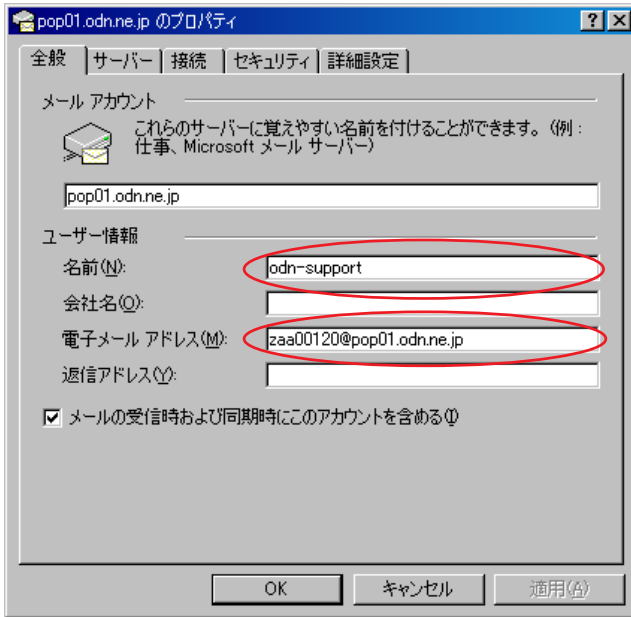 pop01.odn.ne.jp のプロパティ
全般 サーバー 接続 セキュリティ 詳細設定
メール アカウント
これらのサーバーに覚えやすい名前を付けることができます。 (例 :
仕事、Microsoft メール サーバー)
pop01.odn.ne.jp
ユーザー情報
名前(N): odn-support
会社名(O):
電子メール アドレス(M): zaa00120@pop01.odn.ne.jp
返信アドレス(Y):
メールの受信時および同期時にこのアカウントを含める(I)
OK キャンセル 適用(A)